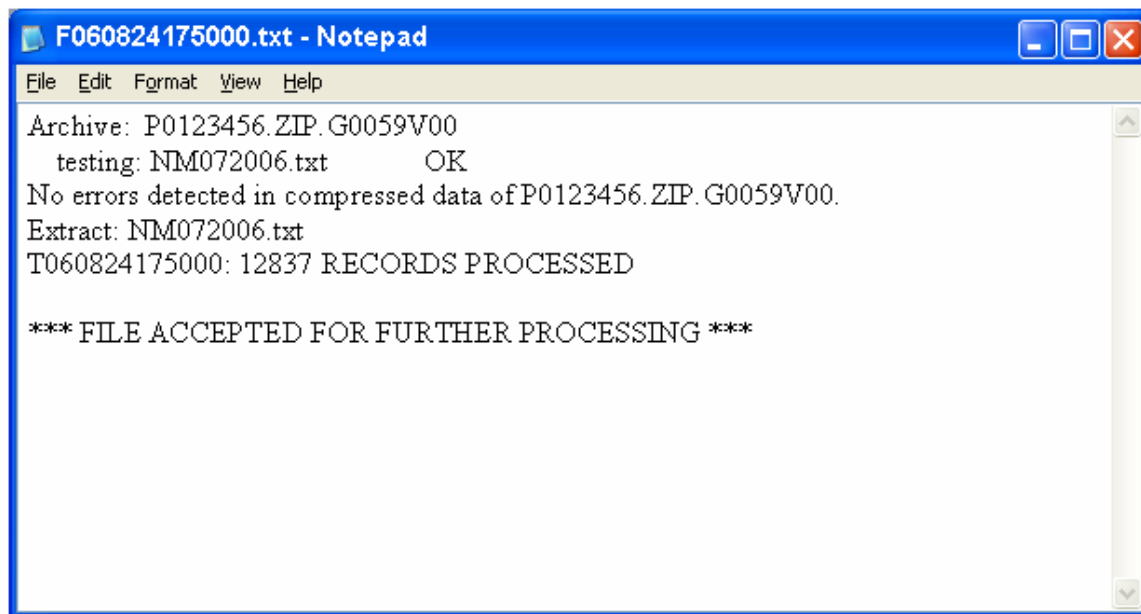 F060824175000.txt - Notepad
File Edit Format View Help
Archive: P0123456.ZIP.G0059V00
testing: NM072006.txt OK
No errors detected in compressed data of P0123456.ZIP.G0059V00.
Extract: NM072006.txt
T060824175000: 12837 RECORDS PROCESSED
*** FILE ACCEPTED FOR FURTHER PROCESSING ***